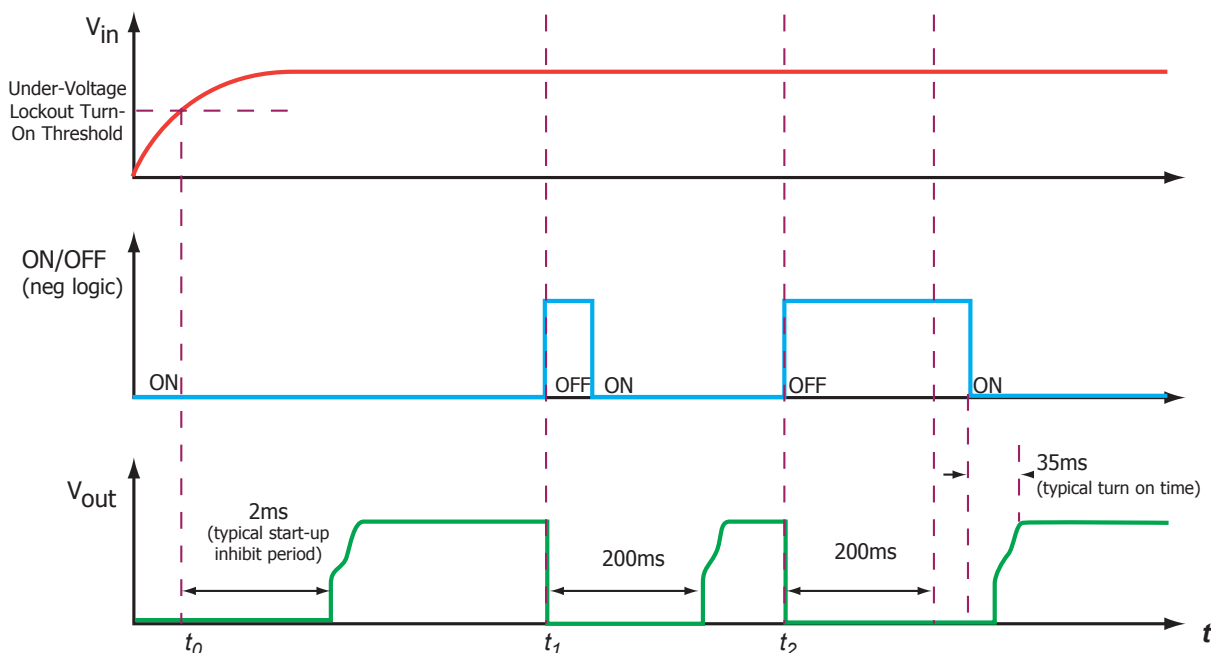 Vin
Under-Voltage
Lockout Turn-
On Threshold
ON/OFF
(neg logic)
ON
OFF
ON
OFF
ON
Vout
2ms
(typical start-up
inhibit period)
200ms
200ms
35ms
(typical turn on time)
t0
t1
t2
t